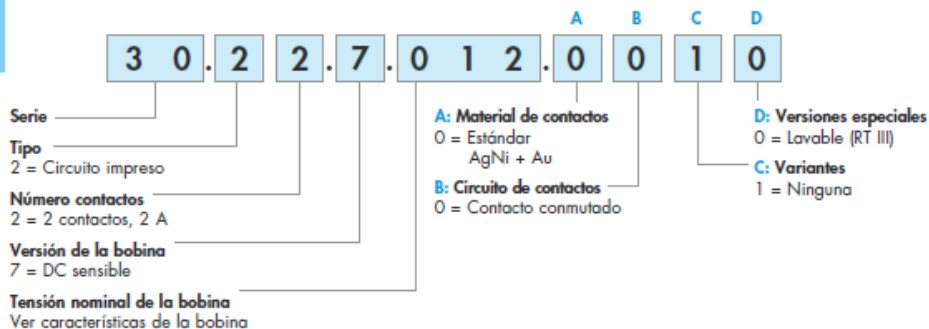 A B C D
3 0 . 2 2 . 7 . 0 1 2 . 0 0 1 0
Serie
Tipo
2 = Circuito impreso
Número contactos
2 = 2 contactos, 2 A
Versión de la bobina
7 = DC sensible
Tensión nominal de la bobina
Ver características de la bobina
A: Material de contactos
0 = Estándar
AgNi + Au
B: Circuito de contactos
0 = Contacto conmutado
D: Versiones especiales
0 = Lavable (RT III)
C: Variantes
1 = Ninguna